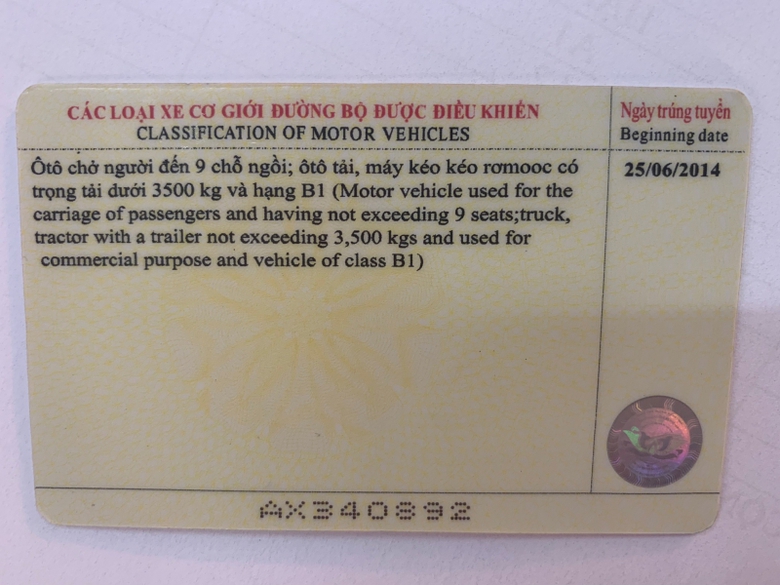 CÁC LOẠI XE CƠ GIỚI ĐƯỜNG BỘ ĐƯỢC ĐIỀU KHIỂN
CLASSIFICATION OF MOTOR VEHICLES
Ngày trúng tuyển
Beginning date
Ôtô chở người đến 9 chỗ ngồi; ôtô tải, máy kéo kéo rơmooc có
trọng tải dưới 3500 kg và hạng B1 (Motor vehicle used for the
carriage of passengers and having not exceeding 9 seats;truck,
tractor with a trailer not exceeding 3,500 kgs and used for
commercial purpose and vehicle of class B1)
25/06/2014
AX340892